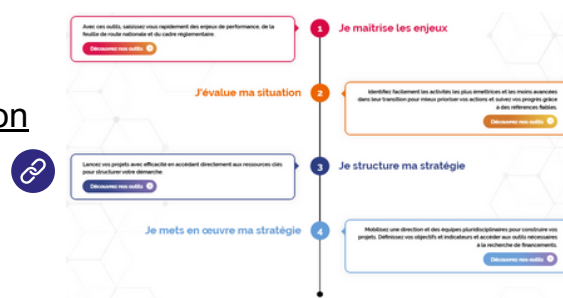 Avec ces outils, saisissez vous rapidement des enjeux de performance, de la
feuille de route nationale et du cadre réglementaire.
Découvrez nos outils
1
Je maîtrise les enjeux
on
J'évalue ma situation
2
Identifiez facilement les activités les plus émettrices et les moins avancées
dans leur transition pour mieux prioriser vos actions et suivez vos progrès grâce
à des références fiables.
Découvrez nos outils
Lancez vos projets avec efficacité en accédant directement aux ressources clés
pour structurer votre démarche.
Découvrez nos outils
3
Je structure ma stratégie
Je mets en œuvre ma stratégie
4
Mobilisez une direction et des équipes pluridisciplinaires pour construire vos
projets. Définissez vos objectifs et indicateurs et accéder aux outils nécessaires
à la recherche de financements.
Découvrez nos outils